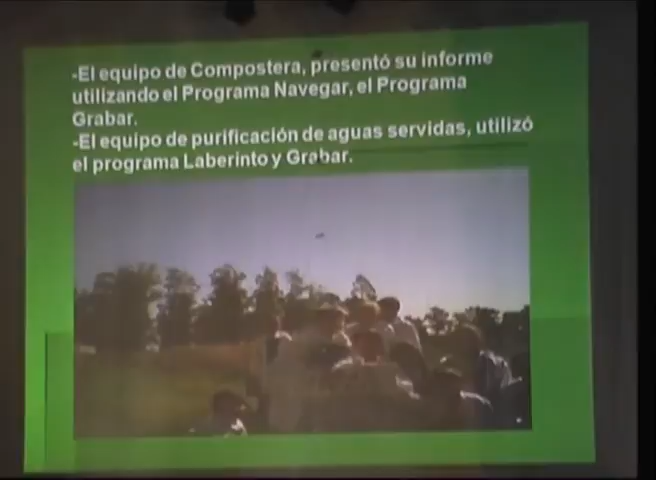 -El equipo de Compostera, presentó su informe
utilizando el Programa Navegar, el Programa
Grabar.
-El equipo de purificación de aguas servidas, utilizó
el programa Laberinto y Grabar.